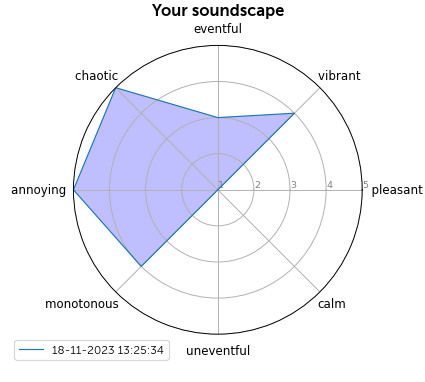 Your soundscape
eventful
chaotic
vibrant
annoying
1
2
3
4
5
pleasant
monotonous
calm
uneventful
18-11-2023 13:25:34